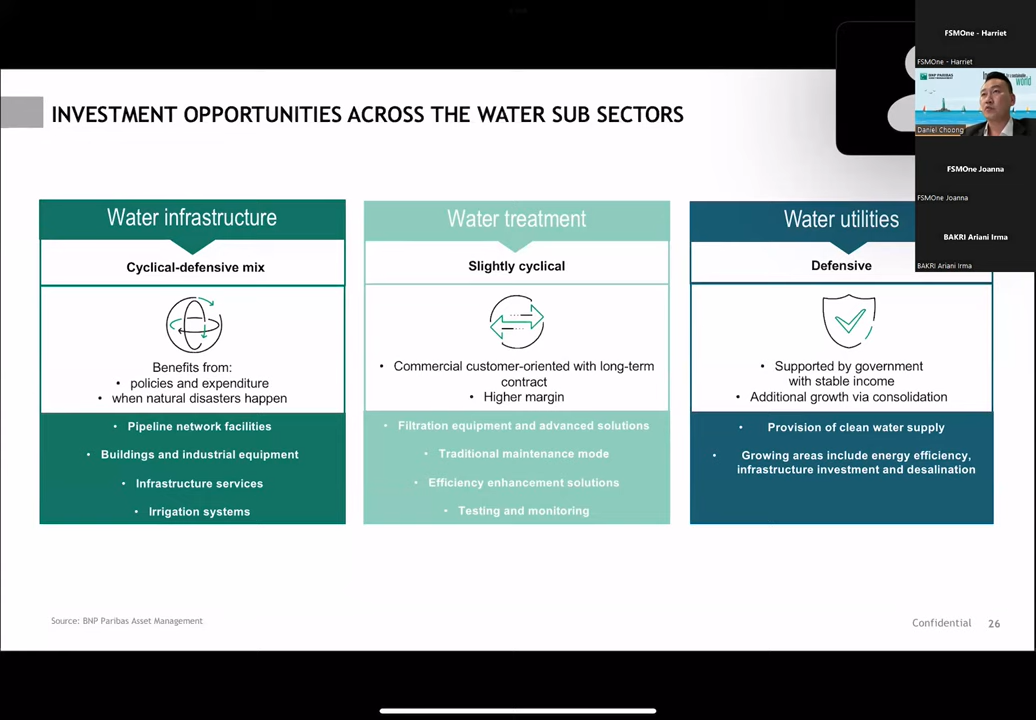 INVESTMENT OPPORTUNITIES ACROSS THE WATER SUB SECTORS
Water infrastructure
Cyclical-defensive mix
Benefits from:
• policies and expenditure
• when natural disasters happen
• Pipeline network facilities
• Buildings and industrial equipment
• Infrastructure services
• Irrigation systems
Water treatment
Slightly cyclical
• Commercial customer-oriented with long-term
contract
• Higher margin
• Filtration equipment and advanced solutions
• Traditional maintenance mode
• Efficiency enhancement solutions
• Testing and monitoring
Water utilities
Defensive
• Supported by government
with stable income
• Additional growth via consolidation
• Provision of clean water supply
• Growing areas include energy efficiency,
infrastructure investment and desalination
Source: BNP Paribas Asset Management
Confidential 26
FSMOne - Harriet
FSMOne - Harriet
BNP PARIBAS
world
Daniel Choong
FSMOne Joanna
FSMOne Joanna
BAKRI Ariani Irma
BAKRI Ariani Irma